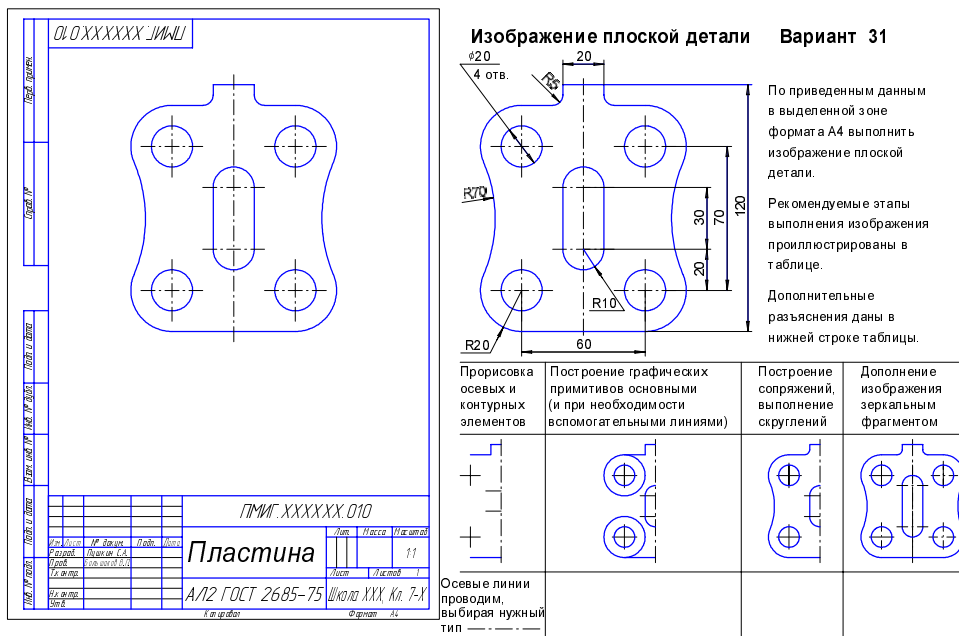 ПМИГ.XXXXXX.010
Перв. примен.
Справ. №
Подп. и дата
Инв. № дубл.
Взам. инв. №
Подп. и дата
Инв. № подл.
ПМИГ.XXXXXX.010
Изм. Лист № докум. Подп. Дата
Разраб. Пушкин С.А.
Пров.
Т.контр.
Н.контр.
Утв.
Пластина
Лит. Масса Масштаб
1:1
Лист Листов 1
АЛ2 ГОСТ 2685-75
Школа XXX, Кл. 7-X
Копировал Формат А4
Изображение плоской детали Вариант 31
⌀20
4 отв.
20
R5
R70
30
70
120
20
R10
R20
60
По приведенным данным
в выделенной зоне
формата А4 выполнить
изображение плоской
детали.
Рекомендуемые этапы
выполнения изображения
проиллюстрированы в
таблице.
Дополнительные
разъяснения даны в
нижней строке таблицы.
Прорисовка
осевых и
контурных
элементов
Построение графических
примитивов основными
(и при необходимости
вспомогательными линиями)
Построение
сопряжений,
выполнение
скруглений
Дополнение
изображения
зеркальным
фрагментом
Осевые линии
проводим,
выбирая нужный
тип